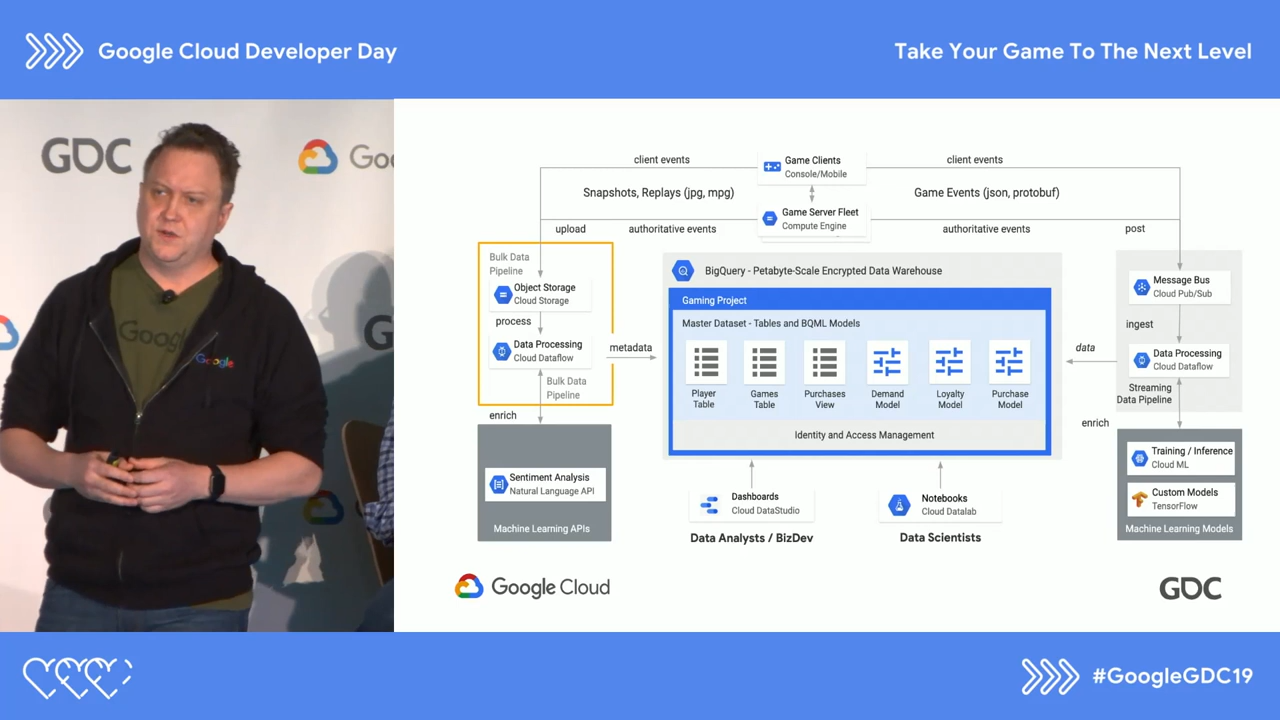 Google Cloud Developer Day
Take Your Game To The Next Level
GDC
Goo
Google
Google
G
client events
Game Clients
Console/Mobile
client events
Snapshots, Replays (jpg, mpg)
Game Events (json, protobuf)
Game Server Fleet
Compute Engine
upload
authoritative events
authoritative events
post
Bulk Data
Pipeline
Object Storage
Cloud Storage
process
Data Processing
Cloud Dataflow
metadata
Bulk Data
Pipeline
enrich
Sentiment Analysis
Natural Language API
Machine Learning APIs
BigQuery - Petabyte-Scale Encrypted Data Warehouse
Gaming Project
Master Dataset - Tables and BQML Models
Player
Table
Games
Table
Purchases
View
Demand
Model
Loyalty
Model
Purchase
Model
Identity and Access Management
Dashboards
Cloud DataStudio
Data Analysts / BizDev
Notebooks
Cloud Datalab
Data Scientists
Message Bus
Cloud Pub/Sub
ingest
data
Data Processing
Cloud Dataflow
Streaming
Data Pipeline
enrich
Training / Inference
Cloud ML
Custom Models
TensorFlow
Machine Learning Models
Google Cloud
GDC
#GoogleGDC19